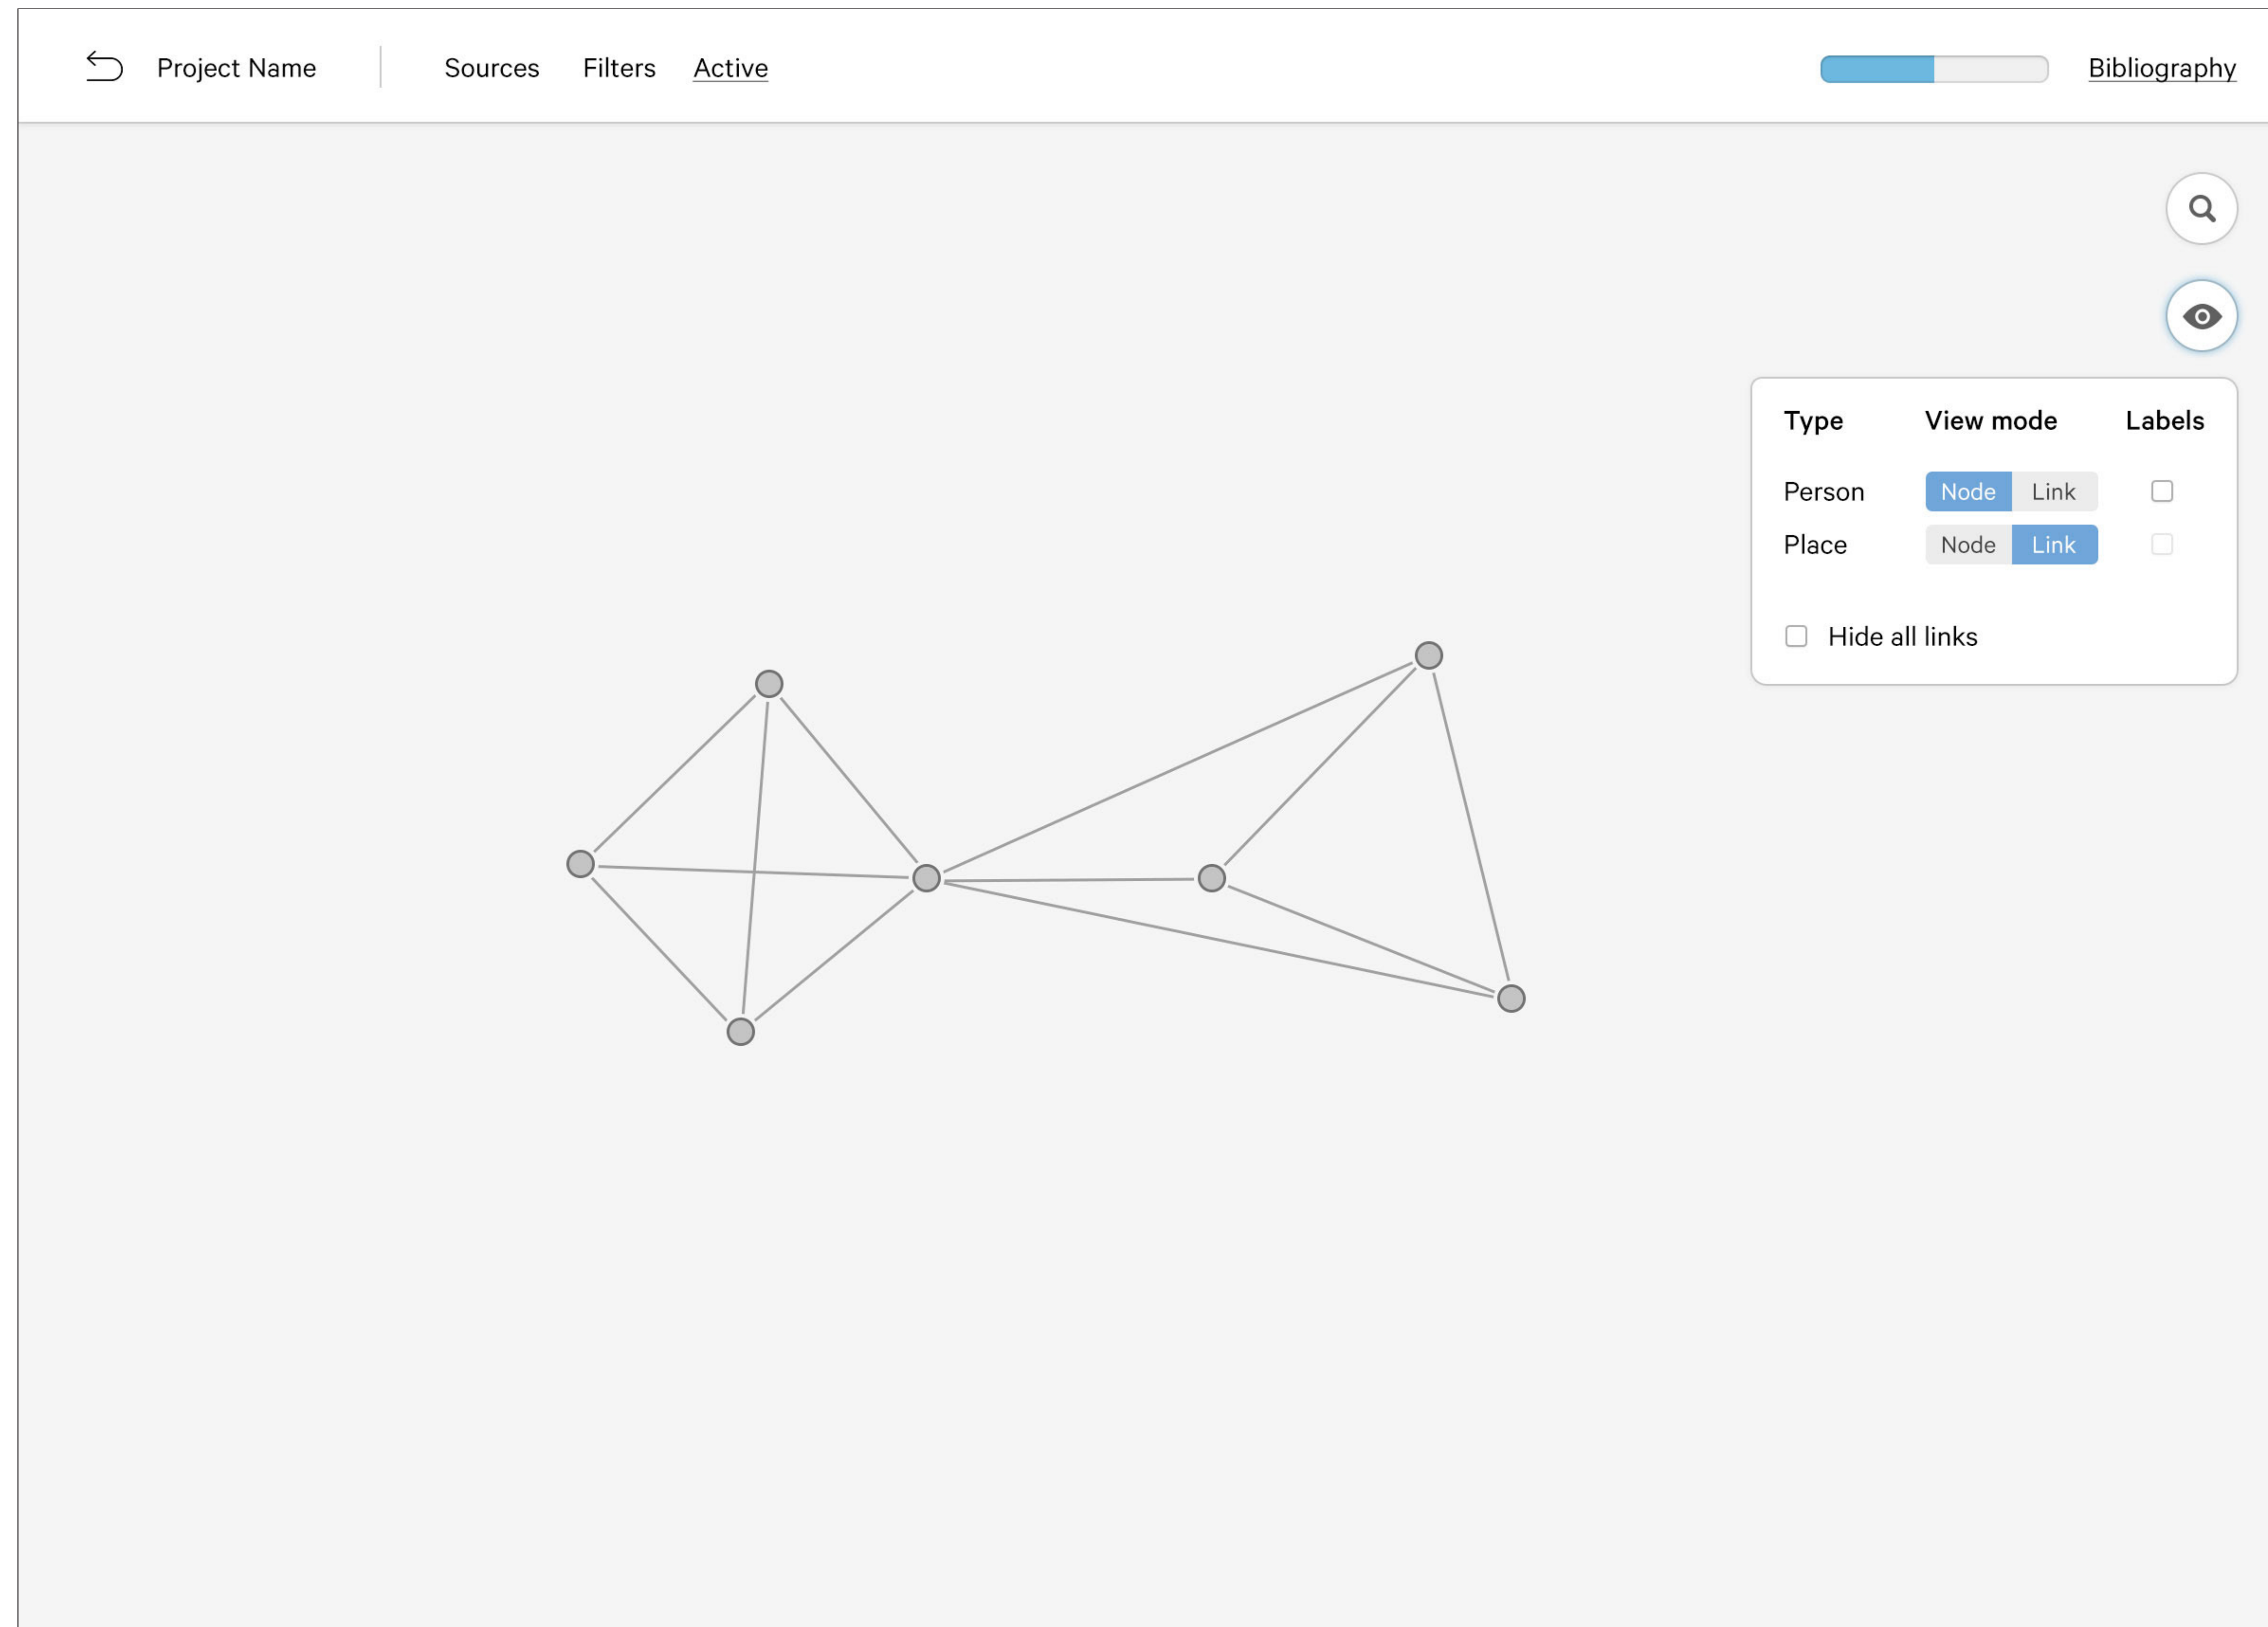 Project Name Sources Filters Active Bibliography
Type View mode Labels
Person Node Link
Place Node Link
Hide all links